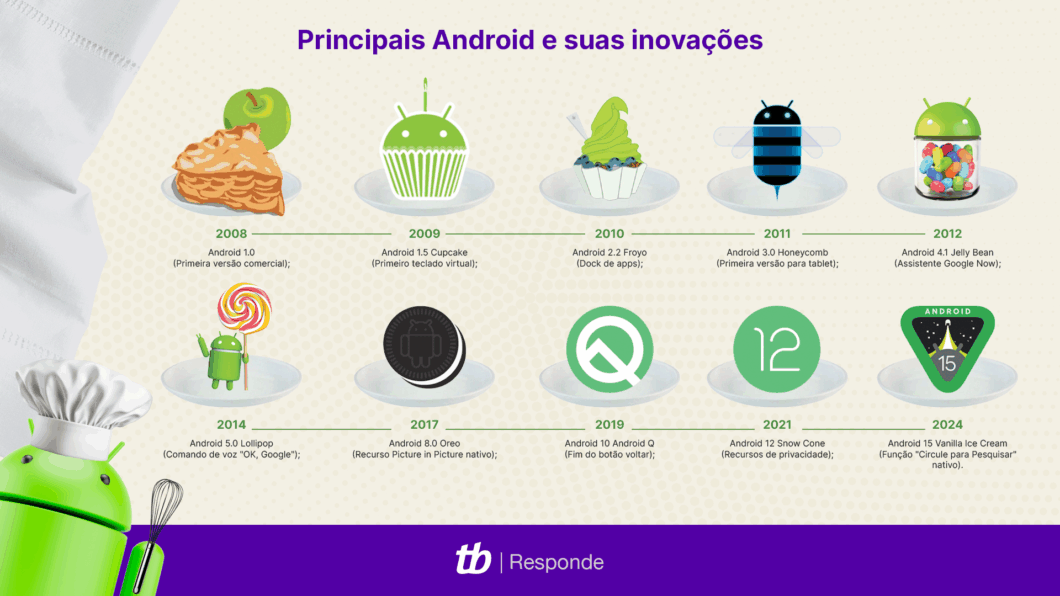 Principais Android e suas inovações
2008
Android 1.0
(Primeira versão comercial);
2009
Android 1.5 Cupcake
(Primeiro teclado virtual);
2010
Android 2.2 Froyo
(Dock de apps);
2011
Android 3.0 Honeycomb
(Primeira versão para tablet);
2012
Android 4.1 Jelly Bean
(Assistente Google Now);
2014
Android 5.0 Lollipop
(Comando de voz "OK, Google");
2017
Android 8.0 Oreo
(Recurso Picture in Picture nativo);
2019
Android 10 Android Q
(Fim do botão voltar);
12
2021
Android 12 Snow Cone
(Recursos de privacidade);
ANDROID
15
2024
Android 15 Vanilla Ice Cream
(Função "Circule para Pesquisar"
nativo).
tb | Responde